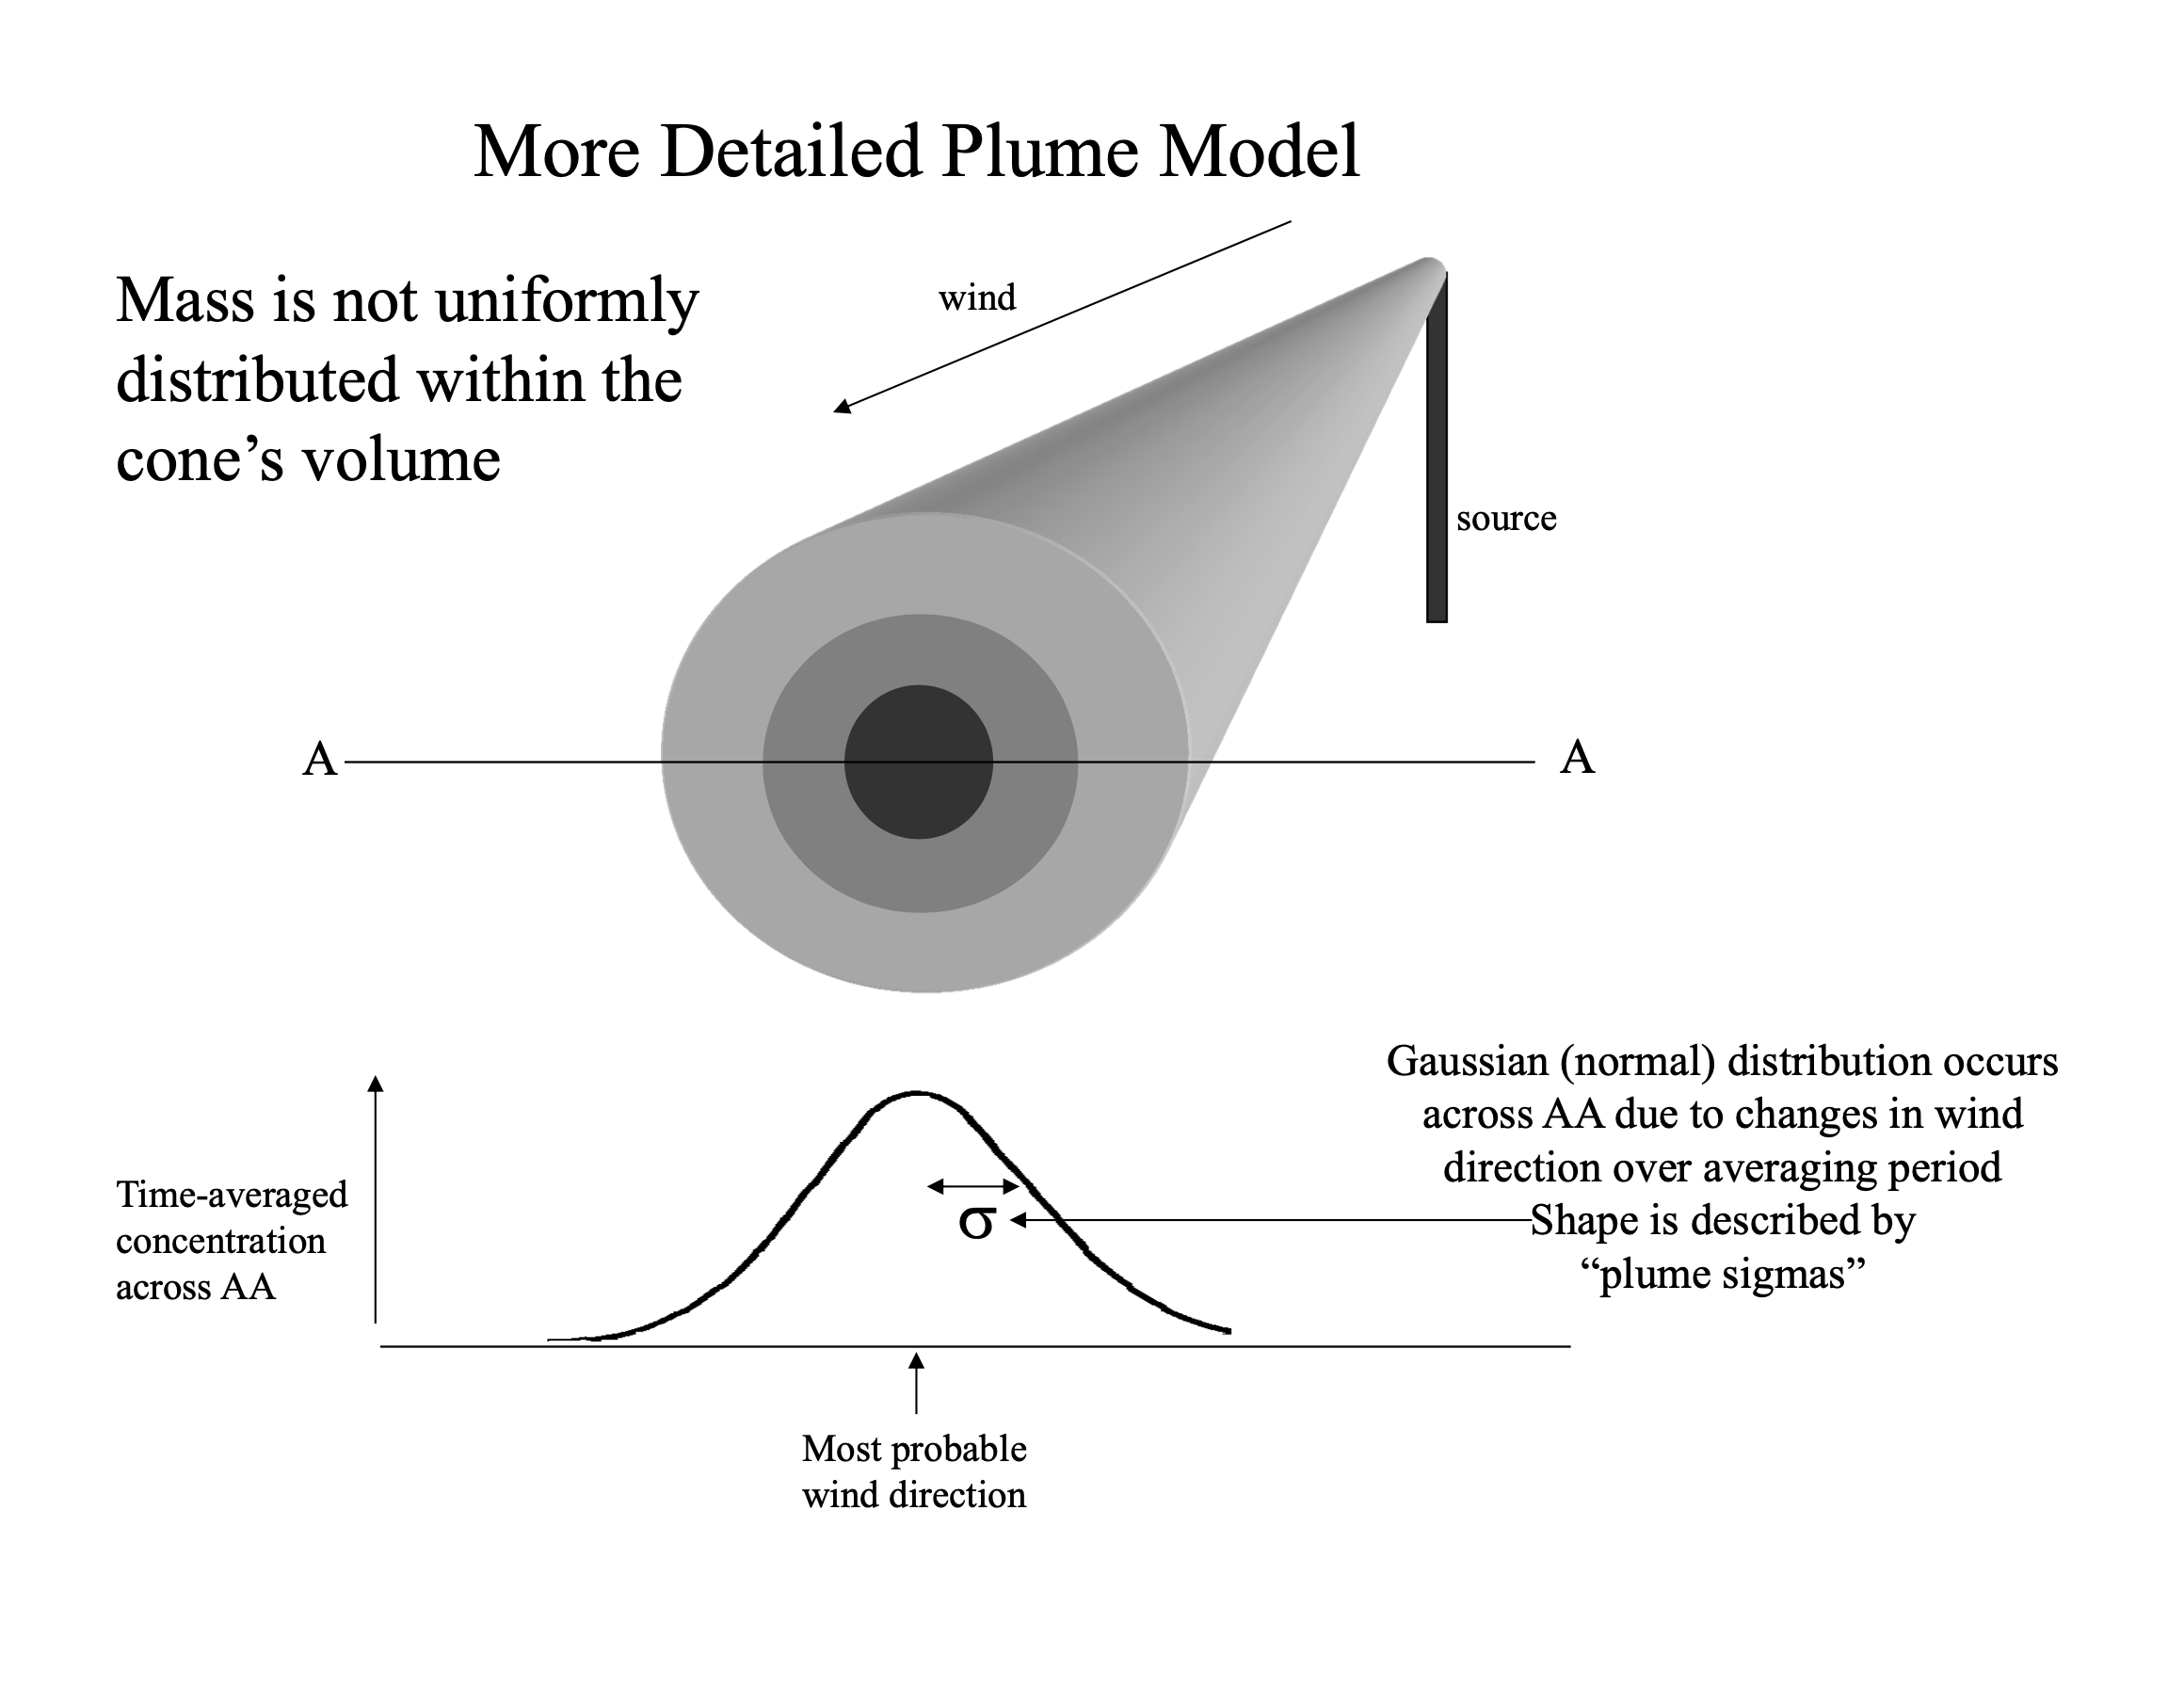 More Detailed Plume Model
Mass is not uniformly
distributed within the
cone’s volume
wind
source
A
A
Gaussian (normal) distribution occurs
across AA due to changes in wind
direction over averaging period
Shape is described by
“plume sigmas”
σ
Time-averaged
concentration
across AA
Most probable
wind direction